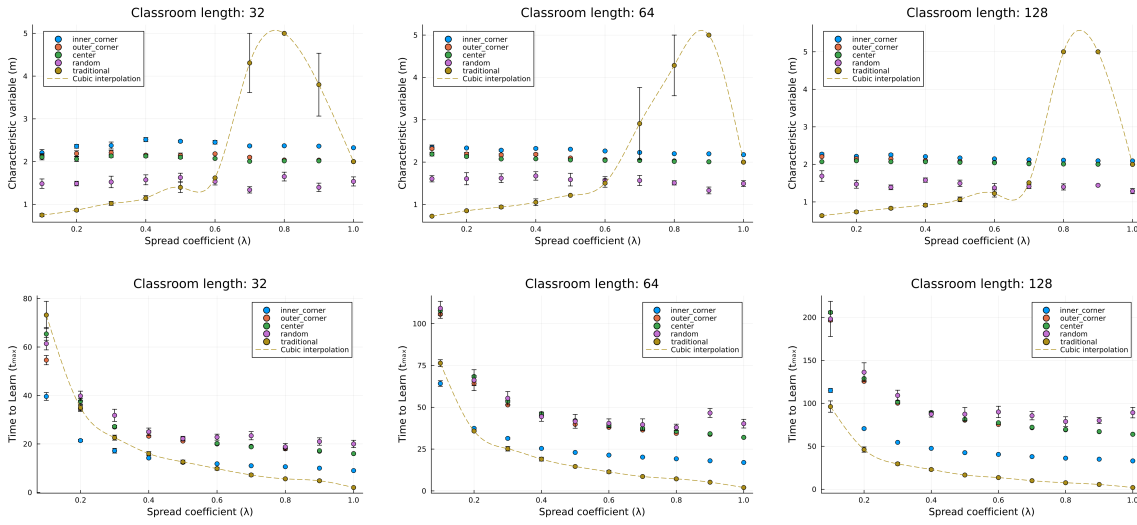 Classroom length: 32
Characteristic variable (m)
5
4
3
2
1
inner_corner
outer_corner
center
random
traditional
Cubic interpolation
0.2
0.4
0.6
0.8
1.0
Spread coefficient (λ)
Classroom length: 64
Characteristic variable (m)
5
4
3
2
1
inner_corner
outer_corner
center
random
traditional
Cubic interpolation
0.2
0.4
0.6
0.8
1.0
Spread coefficient (λ)
Classroom length: 128
Characteristic variable (m)
5
4
3
2
1
inner_corner
outer_corner
center
random
traditional
Cubic interpolation
0.2
0.4
0.6
0.8
1.0
Spread coefficient (λ)
Classroom length: 32
Time to Learn (tₘₐₓ)
80
60
40
20
0
inner_corner
outer_corner
center
random
traditional
Cubic interpolation
0.2
0.4
0.6
0.8
1.0
Spread coefficient (λ)
Classroom length: 64
Time to Learn (tₘₐₓ)
100
75
50
25
0
inner_corner
outer_corner
center
random
traditional
Cubic interpolation
0.2
0.4
0.6
0.8
1.0
Spread coefficient (λ)
Classroom length: 128
Time to Learn (tₘₐₓ)
200
150
100
50
0
inner_corner
outer_corner
center
random
traditional
Cubic interpolation
0.2
0.4
0.6
0.8
1.0
Spread coefficient (λ)